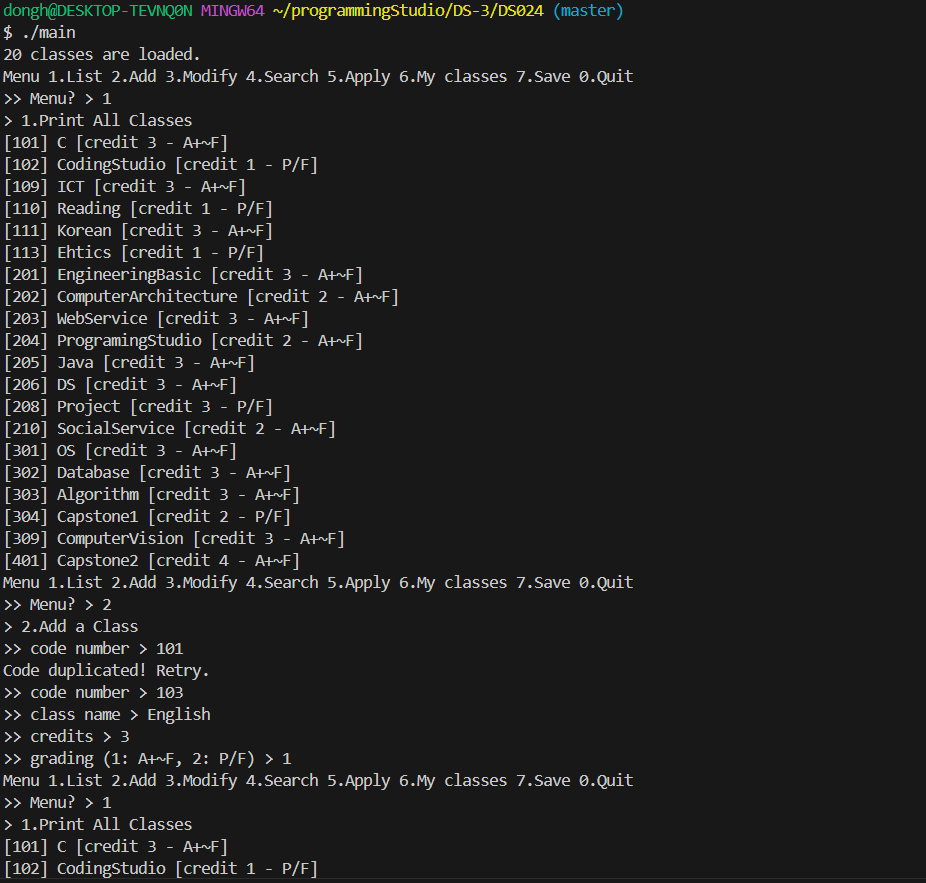 dongh@DESKTOP-TEVNQ0N MINGW64 ~/programmingStudio/DS-3/DS024 (master)
$ ./main
20 classes are loaded.
Menu 1.List 2.Add 3.Modify 4.Search 5.Apply 6.My classes 7.Save 0.Quit
>> Menu? > 1
> 1.Print All Classes
[101] C [credit 3 - A+~F]
[102] CodingStudio [credit 1 - P/F]
[109] ICT [credit 3 - A+~F]
[110] Reading [credit 1 - P/F]
[111] Korean [credit 3 - A+~F]
[113] Ehtics [credit 1 - P/F]
[201] EngineeringBasic [credit 3 - A+~F]
[202] ComputerArchitecture [credit 2 - A+~F]
[203] WebService [credit 3 - A+~F]
[204] ProgramingStudio [credit 2 - A+~F]
[205] Java [credit 3 - A+~F]
[206] DS [credit 3 - A+~F]
[208] Project [credit 3 - P/F]
[210] SocialService [credit 2 - A+~F]
[301] OS [credit 3 - A+~F]
[302] Database [credit 3 - A+~F]
[303] Algorithm [credit 3 - A+~F]
[304] Capstone1 [credit 2 - P/F]
[309] ComputerVision [credit 3 - A+~F]
[401] Capstone2 [credit 4 - A+~F]
Menu 1.List 2.Add 3.Modify 4.Search 5.Apply 6.My classes 7.Save 0.Quit
>> Menu? > 2
> 2.Add a Class
>> code number > 101
Code duplicated! Retry.
>> code number > 103
>> class name > English
>> credits > 3
>> grading (1: A+~F, 2: P/F) > 1
Menu 1.List 2.Add 3.Modify 4.Search 5.Apply 6.My classes 7.Save 0.Quit
>> Menu? > 1
> 1.Print All Classes
[101] C [credit 3 - A+~F]
[102] CodingStudio [credit 1 - P/F]